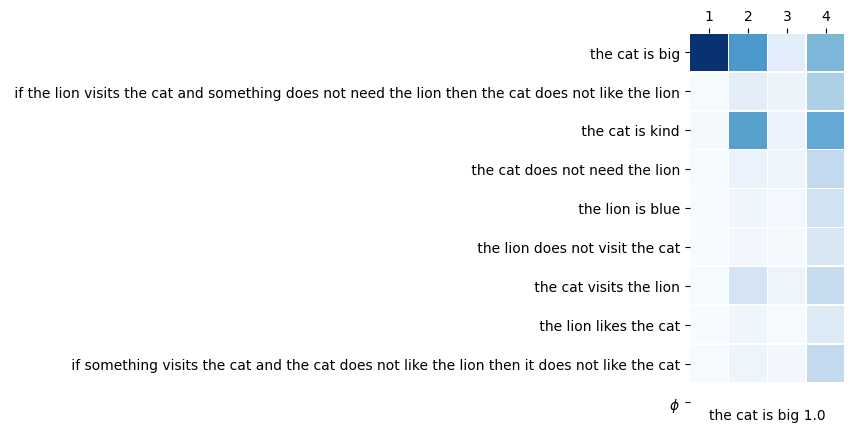 1 2 3 4
the cat is big
if the lion visits the cat and something does not need the lion then the cat does not like the lion
the cat is kind
the cat does not need the lion
the lion is blue
the lion does not visit the cat
the cat visits the lion
the lion likes the cat
if something visits the cat and the cat does not like the lion then it does not like the cat
ϕ
the cat is big 1.0